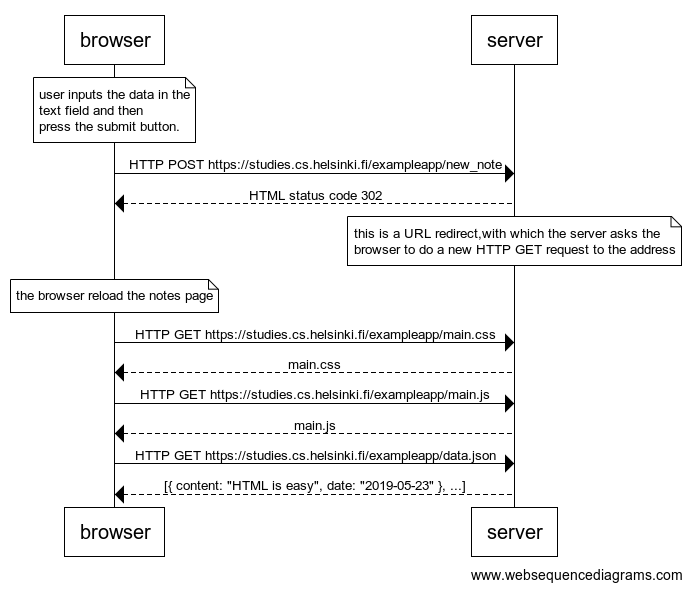 browser
server
user inputs the data in the
text field and then
press the submit button.
HTTP POST https://studies.cs.helsinki.fi/exampleapp/new_note
HTML status code 302
this is a URL redirect,with which the server asks the
browser to do a new HTTP GET request to the address
the browser reload the notes page
HTTP GET https://studies.cs.helsinki.fi/exampleapp/main.css
main.css
HTTP GET https://studies.cs.helsinki.fi/exampleapp/main.js
main.js
HTTP GET https://studies.cs.helsinki.fi/exampleapp/data.json
[{ content: "HTML is easy", date: "2019-05-23" }, ...]
browser
server
www.websequencediagrams.com